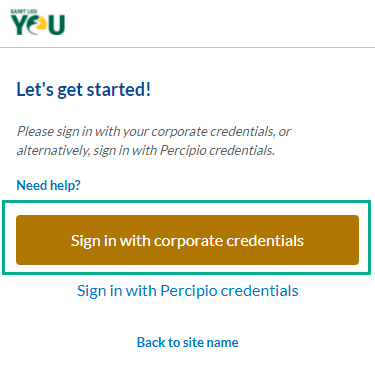 SAINT LEO
YOU
Let's get started!
Please sign in with your corporate credentials, or
alternatively, sign in with Percipio credentials.
Need help?
Sign in with corporate credentials
Sign in with Percipio credentials
Back to site name